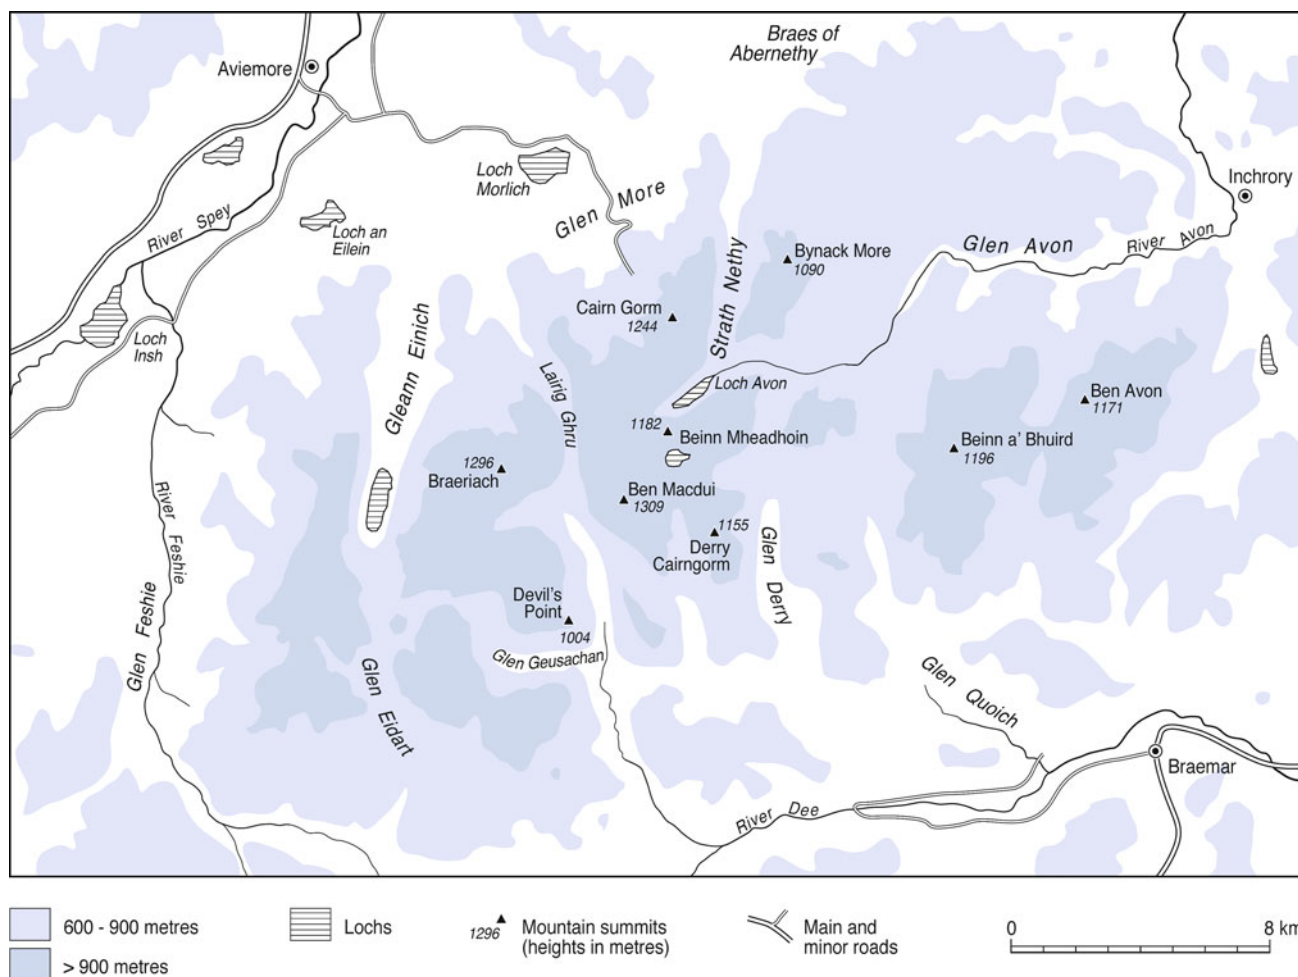 Braes of
Abernethy
Aviemore
Loch
Morlich
Glen More
Inchrory
River Spey
Loch an
Eilein
Glen Avon
River Avon
Strath Nethy
Bynack More
1090
Cairn Gorm
1244
Loch
Insh
Gleann Einich
Lairig Ghru
Loch Avon
Ben Avon
1171
1182
Beinn Mheadhoin
Beinn a' Bhuird
1196
1296
Braeriach
Ben Macdui
1309
River Feshie
1155
Derry
Cairngorm
Glen Derry
Devil's
Point
1004
Glen Feshie
Glen Geusachan
Glen Eidart
Glen Quoich
Braemar
River Dee
600 - 900 metres
> 900 metres
Lochs
1296
Mountain summits
(heights in metres)
Main and
minor roads
0
8 km